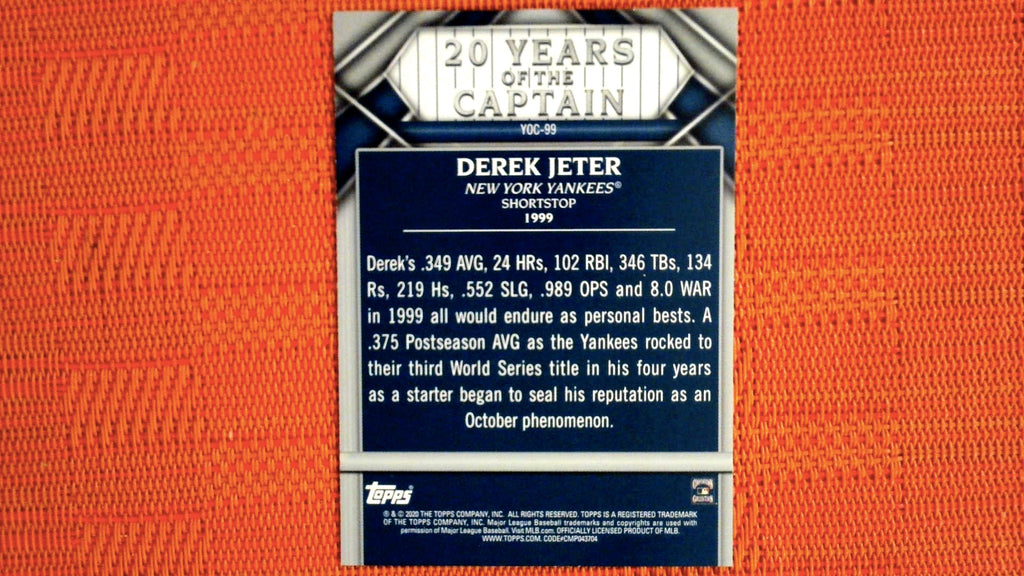 20 YEARS
OF THE
CAPTAIN
YOC-99
DEREK JETER
NEW YORK YANKEES®
SHORTSTOP
1999
Derek's .349 AVG, 24 HRs, 102 RBI, 346 TBs, 134
Rs, 219 Hs, .552 SLG, .989 OPS and 8.0 WAR
in 1999 all would endure as personal bests. A
.375 Postseason AVG as the Yankees rocked to
their third World Series title in his four years
as a starter began to seal his reputation as an
October phenomenon.
topps®
® & © 2020 THE TOPPS COMPANY, INC. ALL RIGHTS RESERVED. TOPPS IS A REGISTERED TRADEMARK
OF THE TOPPS COMPANY, INC. Major League Baseball trademarks and copyrights are used with
permission of Major League Baseball. Visit MLB.com. OFFICIALLY LICENSED PRODUCT OF MLB.
WWW.TOPPS.COM. CODE#CMP043704